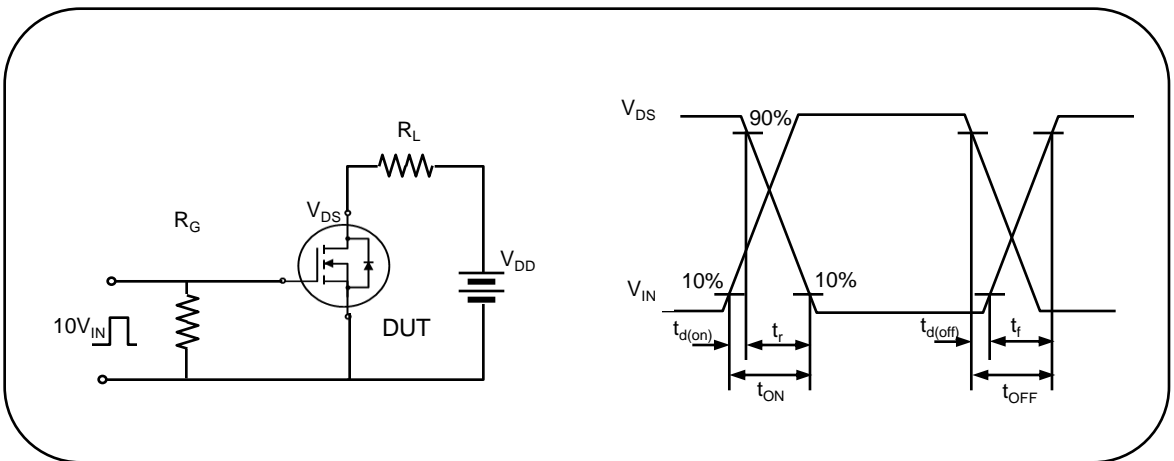 R_L
V_DS
R_G
V_DD
10V_IN
DUT
V_DS
90%
10%
10%
V_IN
t_d(on)
t_r
t_d(off)
t_f
t_ON
t_OFF